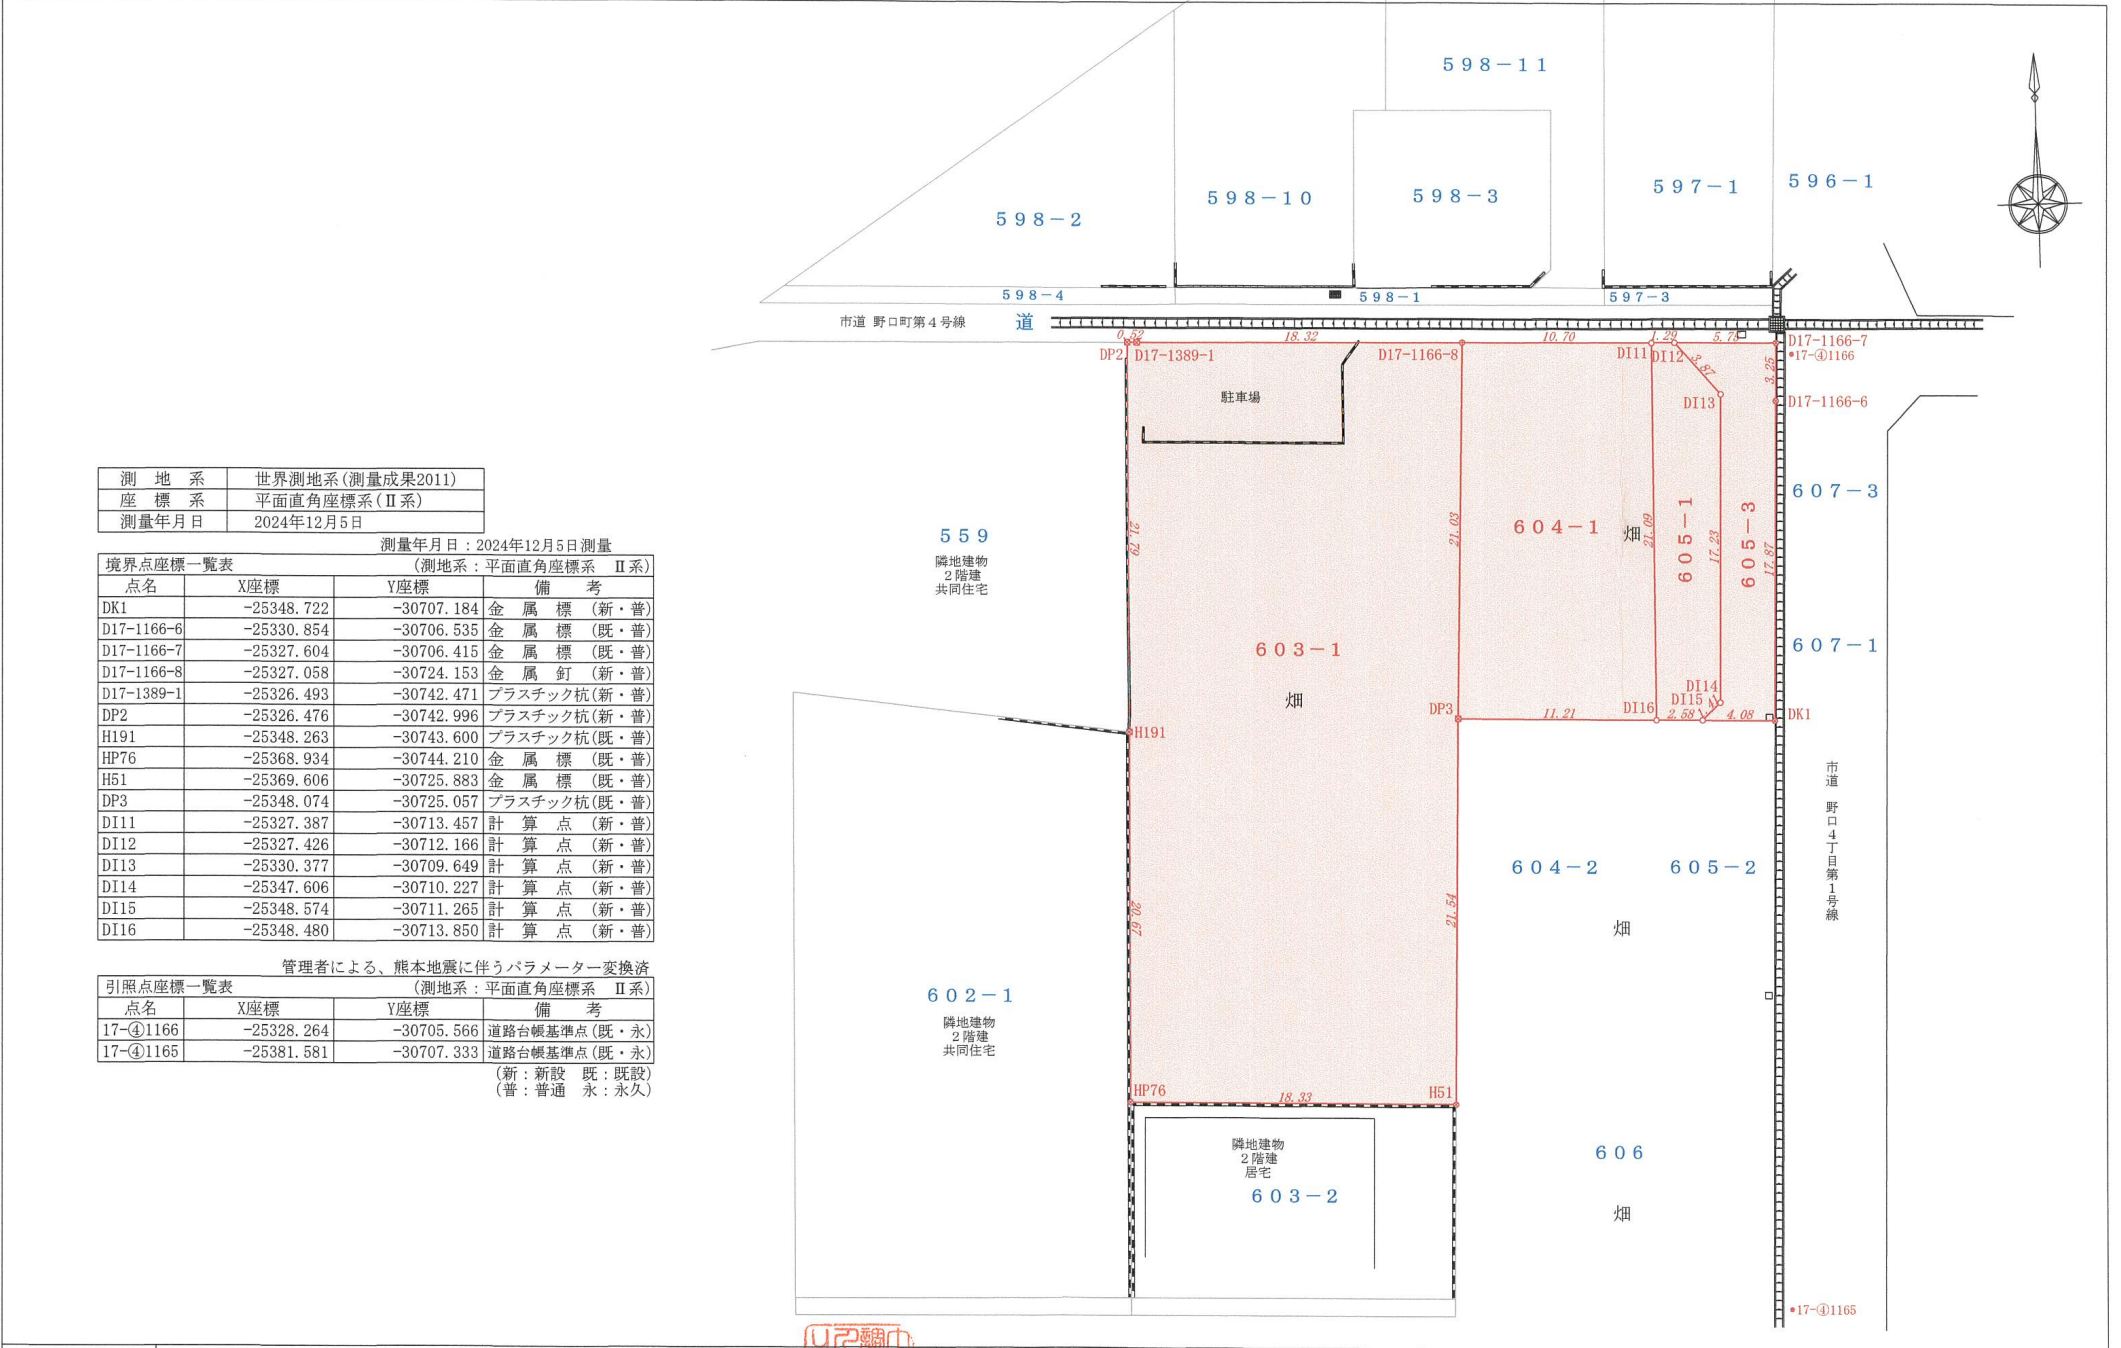 598－11
598－10
598－3
597－1
596－1
598－2
598－4
598－1
597－3
市道 野口町第4号線
道
0.52
18.32
10.70
1.29
5.75
DP2
D17-1389-1
D17-1166-8
DI11
DI12
D17-1166-7
•17-④1166
3.87
3.25
駐車場
DI13
D17-1166-6
測地系 世界測地系(測量成果2011)
座標系 平面直角座標系(Ⅱ系)
測量年月日 2024年12月5日
測量年月日：2024年12月5日測量
境界点座標一覧表 (測地系：平面直角座標系 Ⅱ系)
点名 X座標 Y座標 備考
DK1 -25348.722 -30707.184 金属標(新・普)
D17-1166-6 -25330.854 -30706.535 金属標(既・普)
D17-1166-7 -25327.604 -30706.415 金属標(既・普)
D17-1166-8 -25327.058 -30724.153 金属釘(新・普)
D17-1389-1 -25326.493 -30742.471 プラスチック杭(新・普)
DP2 -25326.476 -30742.996 プラスチック杭(新・普)
H191 -25348.263 -30743.600 プラスチック杭(既・普)
HP76 -25368.934 -30744.210 金属標(既・普)
H51 -25369.606 -30725.883 金属標(既・普)
DP3 -25348.074 -30725.057 プラスチック杭(既・普)
DI11 -25327.387 -30713.457 計算点(新・普)
DI12 -25327.426 -30712.166 計算点(新・普)
DI13 -25330.377 -30709.649 計算点(新・普)
DI14 -25347.606 -30710.227 計算点(新・普)
DI15 -25348.574 -30711.265 計算点(新・普)
DI16 -25348.480 -30713.850 計算点(新・普)
管理者による、熊本地震に伴うパラメーター変換済
引照点座標一覧表 (測地系：平面直角座標系 Ⅱ系)
点名 X座標 Y座標 備考
17-④1166 -25328.264 -30705.566 道路台帳基準点(既・永)
17-④1165 -25381.581 -30707.333 道路台帳基準点(既・永)
(新：新設 既：既設)
(普：普通 永：永久)
559
隣地建物
2階建
共同住宅
21.79
603－1
畑
21.03
604－1
畑
21.09
605－1
17.23
605－3
17.87
607－3
607－1
H191
DP3
11.21
DI16
2.58
DI15
DI14
4.08
DK1
市道 野口4丁目第1号線
604－2
605－2
畑
20.67
21.54
602－1
隣地建物
2階建
共同住宅
HP76
18.33
H51
隣地建物
2階建
居宅
603－2
606
畑
•17-④1165